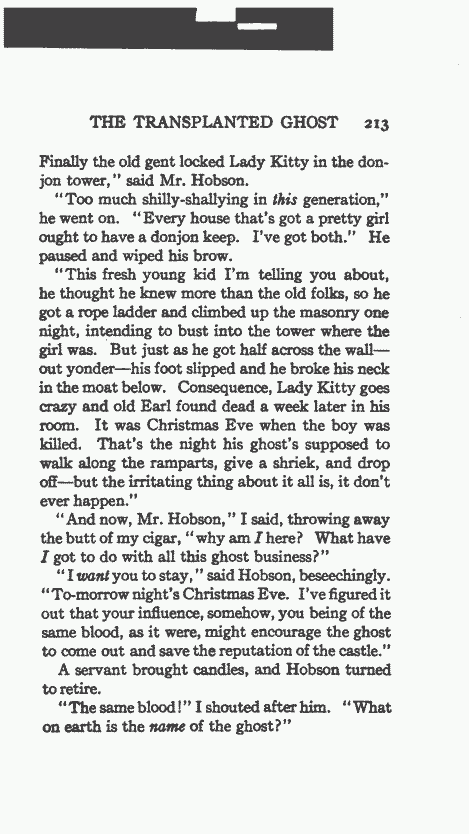 THE TRANSPLANTED GHOST 213
Finally the old gent locked Lady Kitty in the don-
jon tower," said Mr. Hobson.
"Too much shilly-shallying in this generation,"
he went on. "Every house that's got a pretty girl
ought to have a donjon keep. I've got both." He
paused and wiped his brow.
"This fresh young kid I'm telling you about,
he thought he knew more than the old folks, so he
got a rope ladder and climbed up the masonry one
night, intending to bust into the tower where the
girl was. But just as he got half across the wall—
out yonder—his foot slipped and he broke his neck
in the moat below. Consequence, Lady Kitty goes
crazy and old Earl found dead a week later in his
room. It was Christmas Eve when the boy was
killed. That's the night his ghost's supposed to
walk along the ramparts, give a shriek, and drop
off—but the irritating thing about it all is, it don't
ever happen."
"And now, Mr. Hobson," I said, throwing away
the butt of my cigar, "why am I here? What have
I got to do with all this ghost business?"
"I want you to stay," said Hobson, beseechingly.
"To-morrow night's Christmas Eve. I've figured it
out that your influence, somehow, you being of the
same blood, as it were, might encourage the ghost
to come out and save the reputation of the castle."
A servant brought candles, and Hobson turned
to retire.
"The same blood!" I shouted after him. "What
on earth is the name of the ghost?"